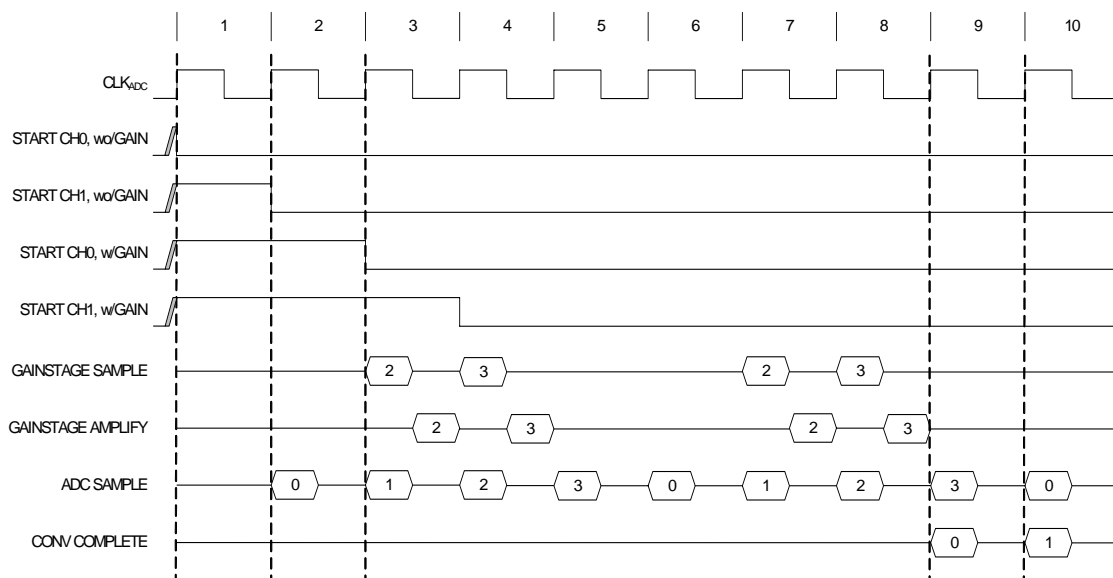 1 2 3 4 5 6 7 8 9 10
CLKADC
START CH0, wo/GAIN
START CH1, wo/GAIN
START CH0, w/GAIN
START CH1, w/GAIN
GAINSTAGE SAMPLE 2 3 2 3
GAINSTAGE AMPLIFY 2 3 2 3
ADC SAMPLE 0 1 2 3 0 1 2 3 0
CONV COMPLETE 0 1